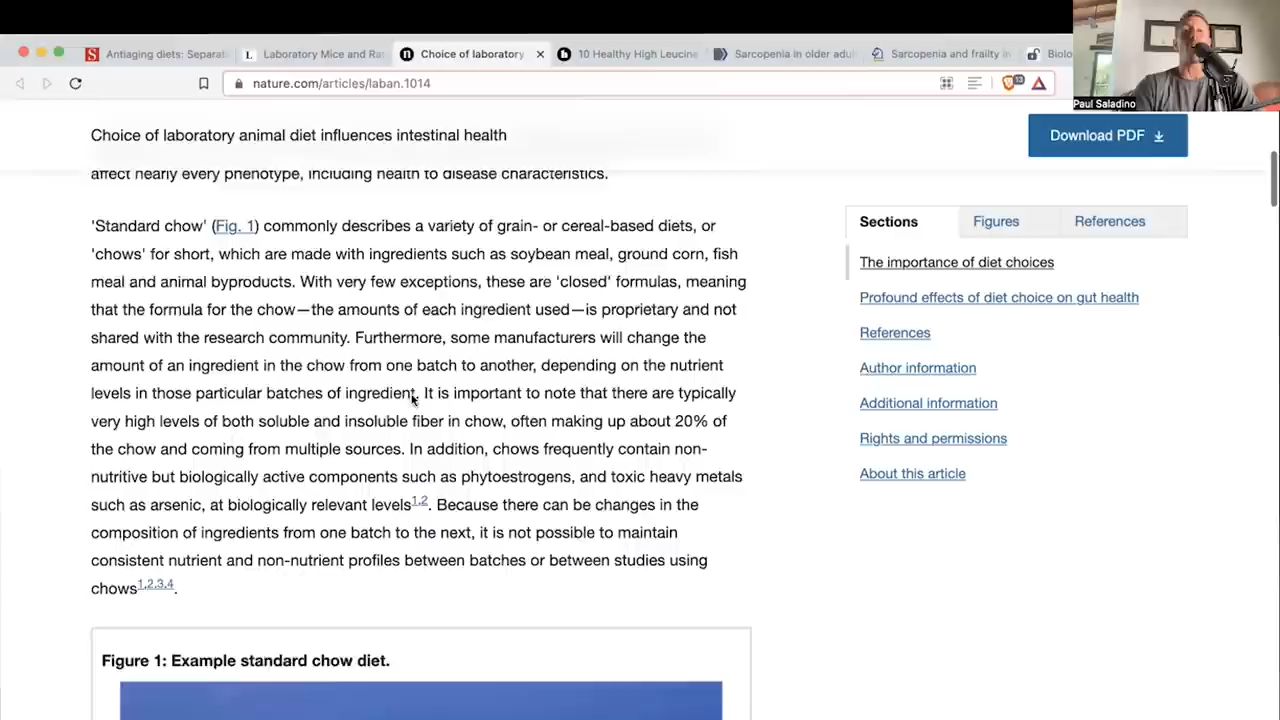 Antiaging diets: Separat
Laboratory Mice and Rat
Choice of laboratory
10 Healthy High Leucine
Sarcopenia in older adul
Sarcopenia and frailty in
Biolo
nature.com/articles/laban.1014
13
Paul Saladino
Choice of laboratory animal diet influences intestinal health
Download PDF
affect nearly every phenotype, including health to disease characteristics.
'Standard chow' (Fig. 1) commonly describes a variety of grain- or cereal-based diets, or
'chows' for short, which are made with ingredients such as soybean meal, ground corn, fish
meal and animal byproducts. With very few exceptions, these are 'closed' formulas, meaning
that the formula for the chow—the amounts of each ingredient used—is proprietary and not
shared with the research community. Furthermore, some manufacturers will change the
amount of an ingredient in the chow from one batch to another, depending on the nutrient
levels in those particular batches of ingredient. It is important to note that there are typically
very high levels of both soluble and insoluble fiber in chow, often making up about 20% of
the chow and coming from multiple sources. In addition, chows frequently contain non-
nutritive but biologically active components such as phytoestrogens, and toxic heavy metals
such as arsenic, at biologically relevant levels1,2. Because there can be changes in the
composition of ingredients from one batch to the next, it is not possible to maintain
consistent nutrient and non-nutrient profiles between batches or between studies using
chows1,2,3,4.
Figure 1: Example standard chow diet.
Sections
Figures
References
The importance of diet choices
Profound effects of diet choice on gut health
References
Author information
Additional information
Rights and permissions
About this article